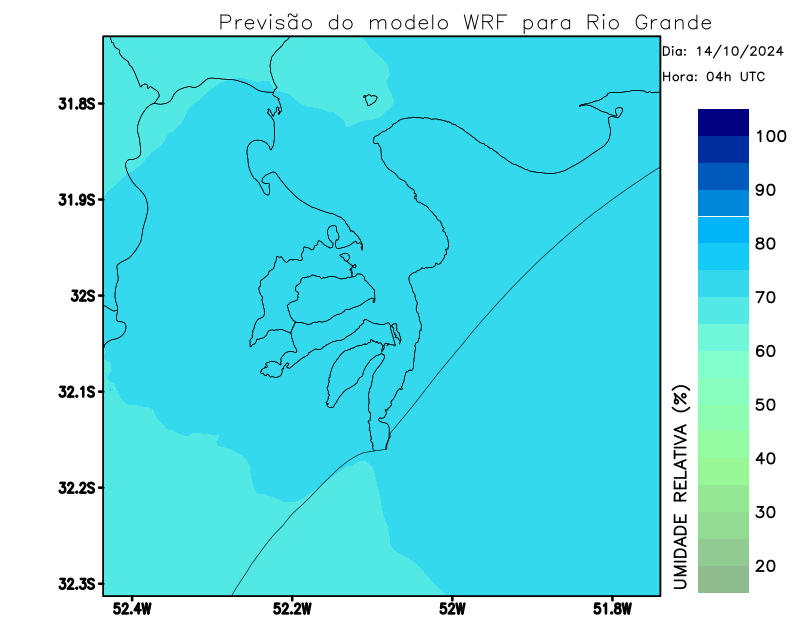 Previsão do modelo WRF para Rio Grande
Dia: 14/10/2024
Hora: 04h UTC
31.8S
31.9S
32S
32.1S
32.2S
32.3S
52.4W
52.2W
52W
51.8W
100
90
80
70
60
50
40
30
20
UMIDADE RELATIVA (%)